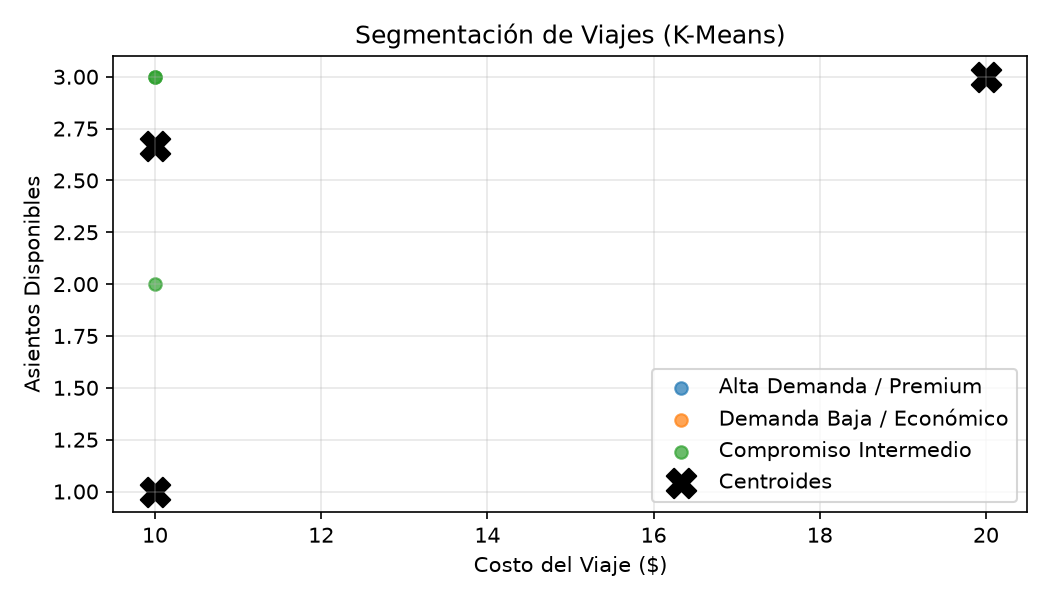 Segmentación de Viajes (K-Means)
Asientos Disponibles
3.00
2.75
2.50
2.25
2.00
1.75
1.50
1.25
1.00
Alta Demanda / Premium
Demanda Baja / Económico
Compromiso Intermedio
Centroides
10 12 14 16 18 20
Costo del Viaje ($)